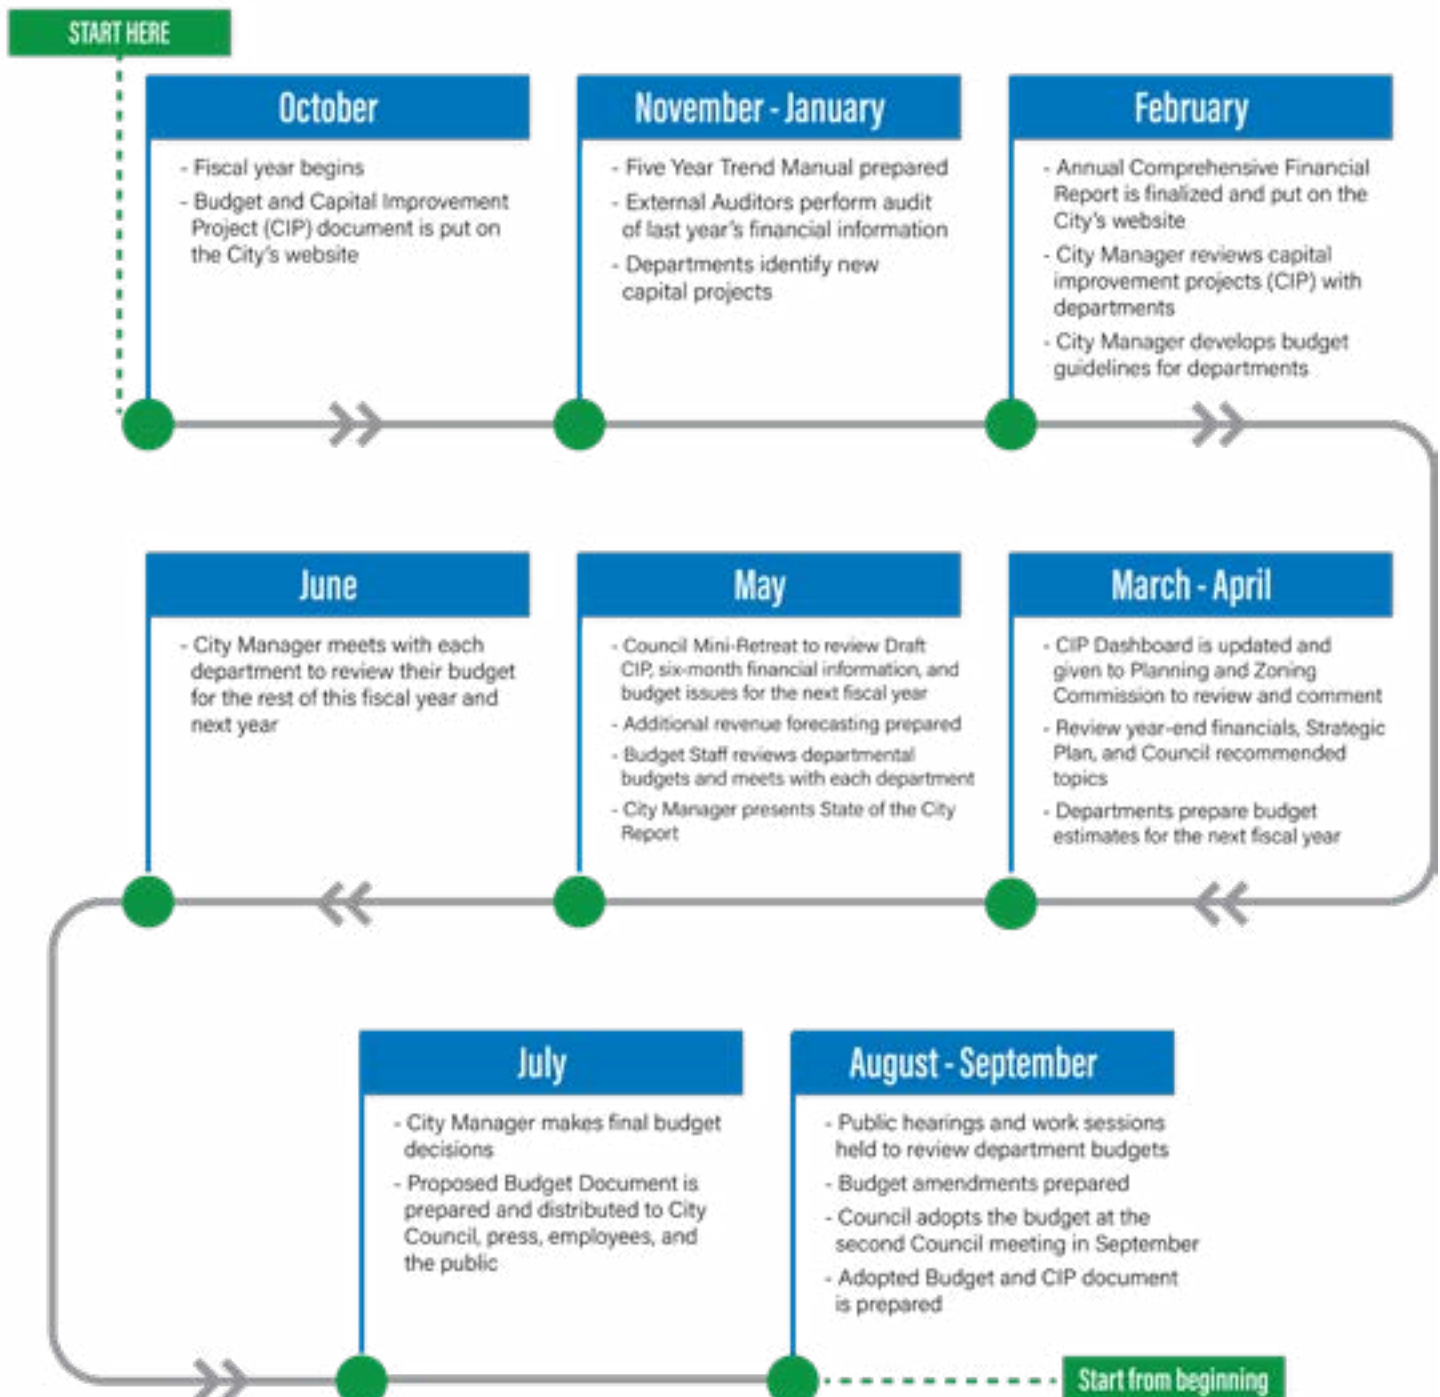 START HERE
October
- Fiscal year begins
- Budget and Capital Improvement
Project (CIP) document is put on
the City's website
November - January
- Five Year Trend Manual prepared
- External Auditors perform audit
of last year's financial information
- Departments identify new
capital projects
February
- Annual Comprehensive Financial
Report is finalized and put on the
City's website
- City Manager reviews capital
improvement projects (CIP) with
departments
- City Manager develops budget
guidelines for departments
March - April
- CIP Dashboard is updated and
given to Planning and Zoning
Commission to review and comment
- Review year-end financials, Strategic
Plan, and Council recommended
topics
- Departments prepare budget
estimates for the next fiscal year
May
- Council Mini-Retreat to review Draft
CIP, six-month financial information, and
budget issues for the next fiscal year
- Additional revenue forecasting prepared
- Budget Staff reviews departmental
budgets and meets with each department
- City Manager presents State of the City
Report
June
- City Manager meets with each
department to review their budget
for the rest of this fiscal year and
next year
July
- City Manager makes final budget
decisions
- Proposed Budget Document is
prepared and distributed to City
Council, press, employees, and
the public
August - September
- Public hearings and work sessions
held to review department budgets
- Budget amendments prepared
- Council adopts the budget at the
second Council meeting in September
- Adopted Budget and CIP document
is prepared
Start from beginning